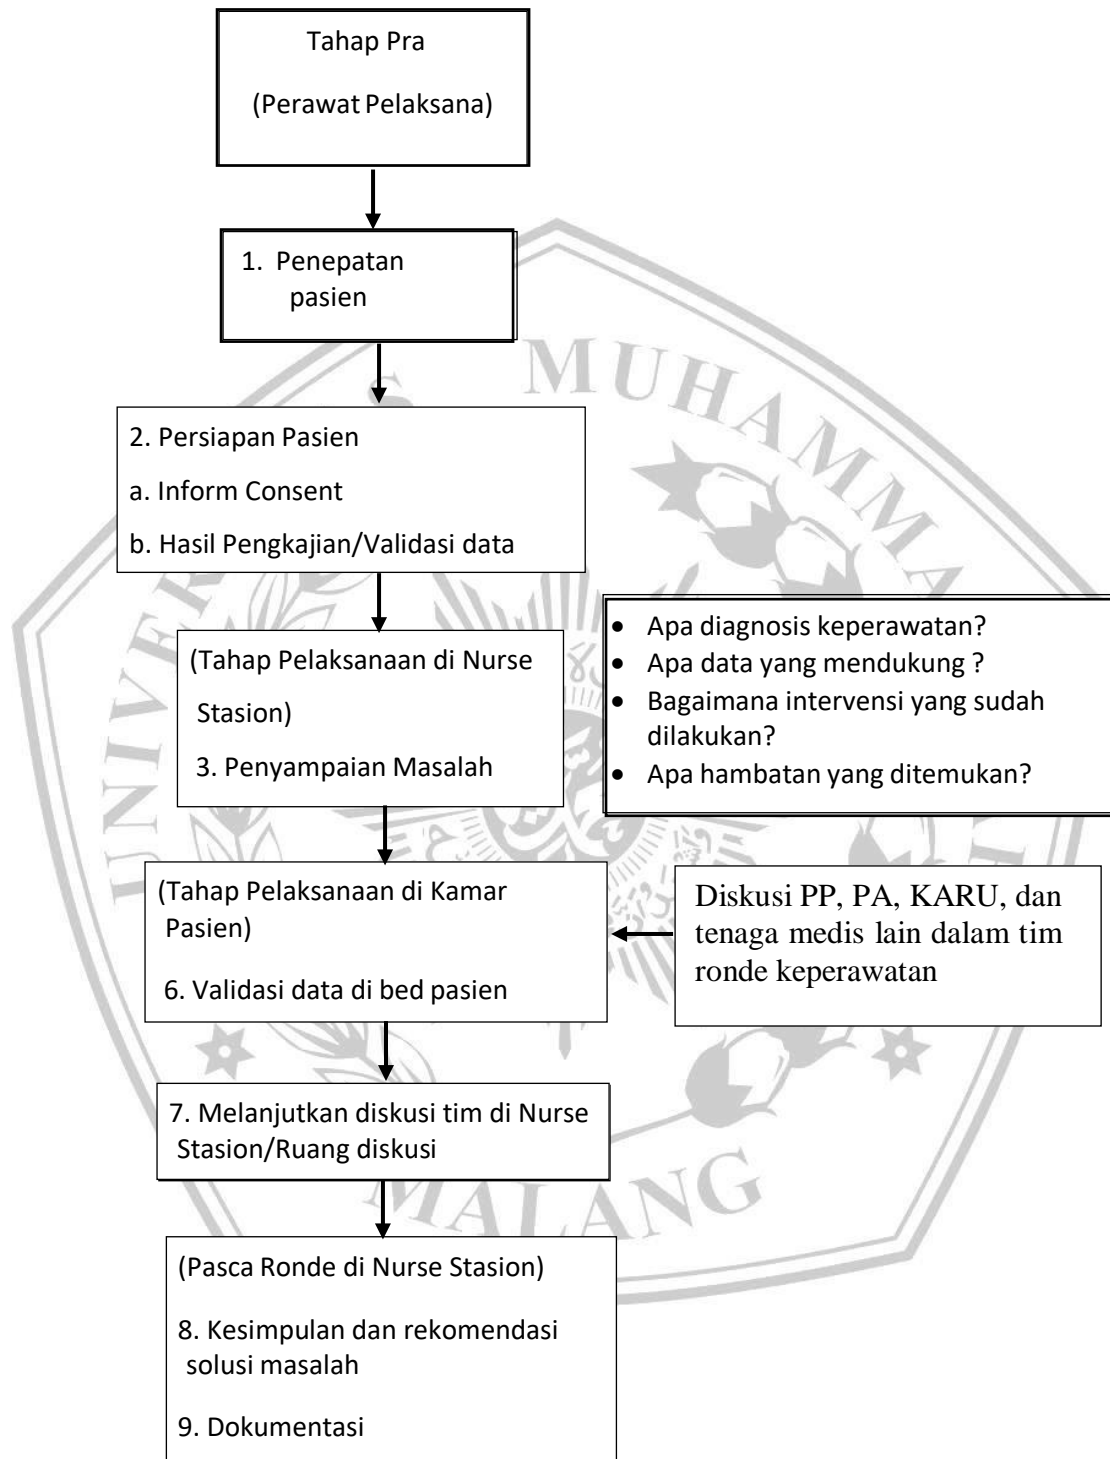 Tahap Pra
(Perawat Pelaksana)
1. Penepatan
pasien
2. Persiapan Pasien
a. Inform Consent
b. Hasil Pengkajian/Validasi data
(Tahap Pelaksanaan di Nurse
Stasion)
3. Penyampaian Masalah
• Apa diagnosis keperawatan?
• Apa data yang mendukung ?
• Bagaimana intervensi yang sudah
dilakukan?
• Apa hambatan yang ditemukan?
(Tahap Pelaksanaan di Kamar
Pasien)
6. Validasi data di bed pasien
Diskusi PP, PA, KARU, dan
tenaga medis lain dalam tim
ronde keperawatan
7. Melanjutkan diskusi tim di Nurse
Stasion/Ruang diskusi
(Pasca Ronde di Nurse Stasion)
8. Kesimpulan dan rekomendasi
solusi masalah
9. Dokumentasi
MALANG